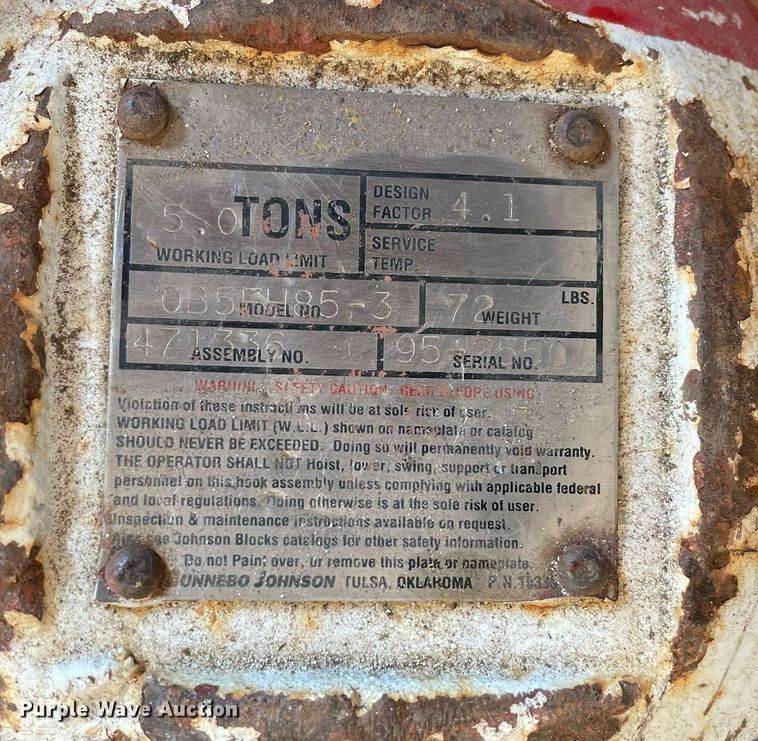 5.0 TONS
WORKING LOAD LIMIT
DESIGN
FACTOR 4.1
SERVICE
TEMP.
MODEL NO
72 WEIGHT LBS.
ASSEMBLY NO.
SERIAL NO.
WARNING SAFETY CAUTION READ BEFORE USING
Violation of these instructions will be at sole risk of user.
WORKING LOAD LIMIT (W.L.L.) shown on nameplate or catalog
SHOULD NEVER BE EXCEEDED. Doing so will permanently void warranty.
THE OPERATOR SHALL NOT Hoist, lower, swing, support or transport
personnel on this hook assembly unless complying with applicable federal
and local regulations. Doing otherwise is at the sole risk of user.
Inspection & maintenance instructions available on request.
Also see Johnson Blocks catalogs for other safety information.
Do not Paint over, or remove this plate or nameplate.
GUNNEBO JOHNSON TULSA, OKLAHOMA P.N.
Purple Wave Auction